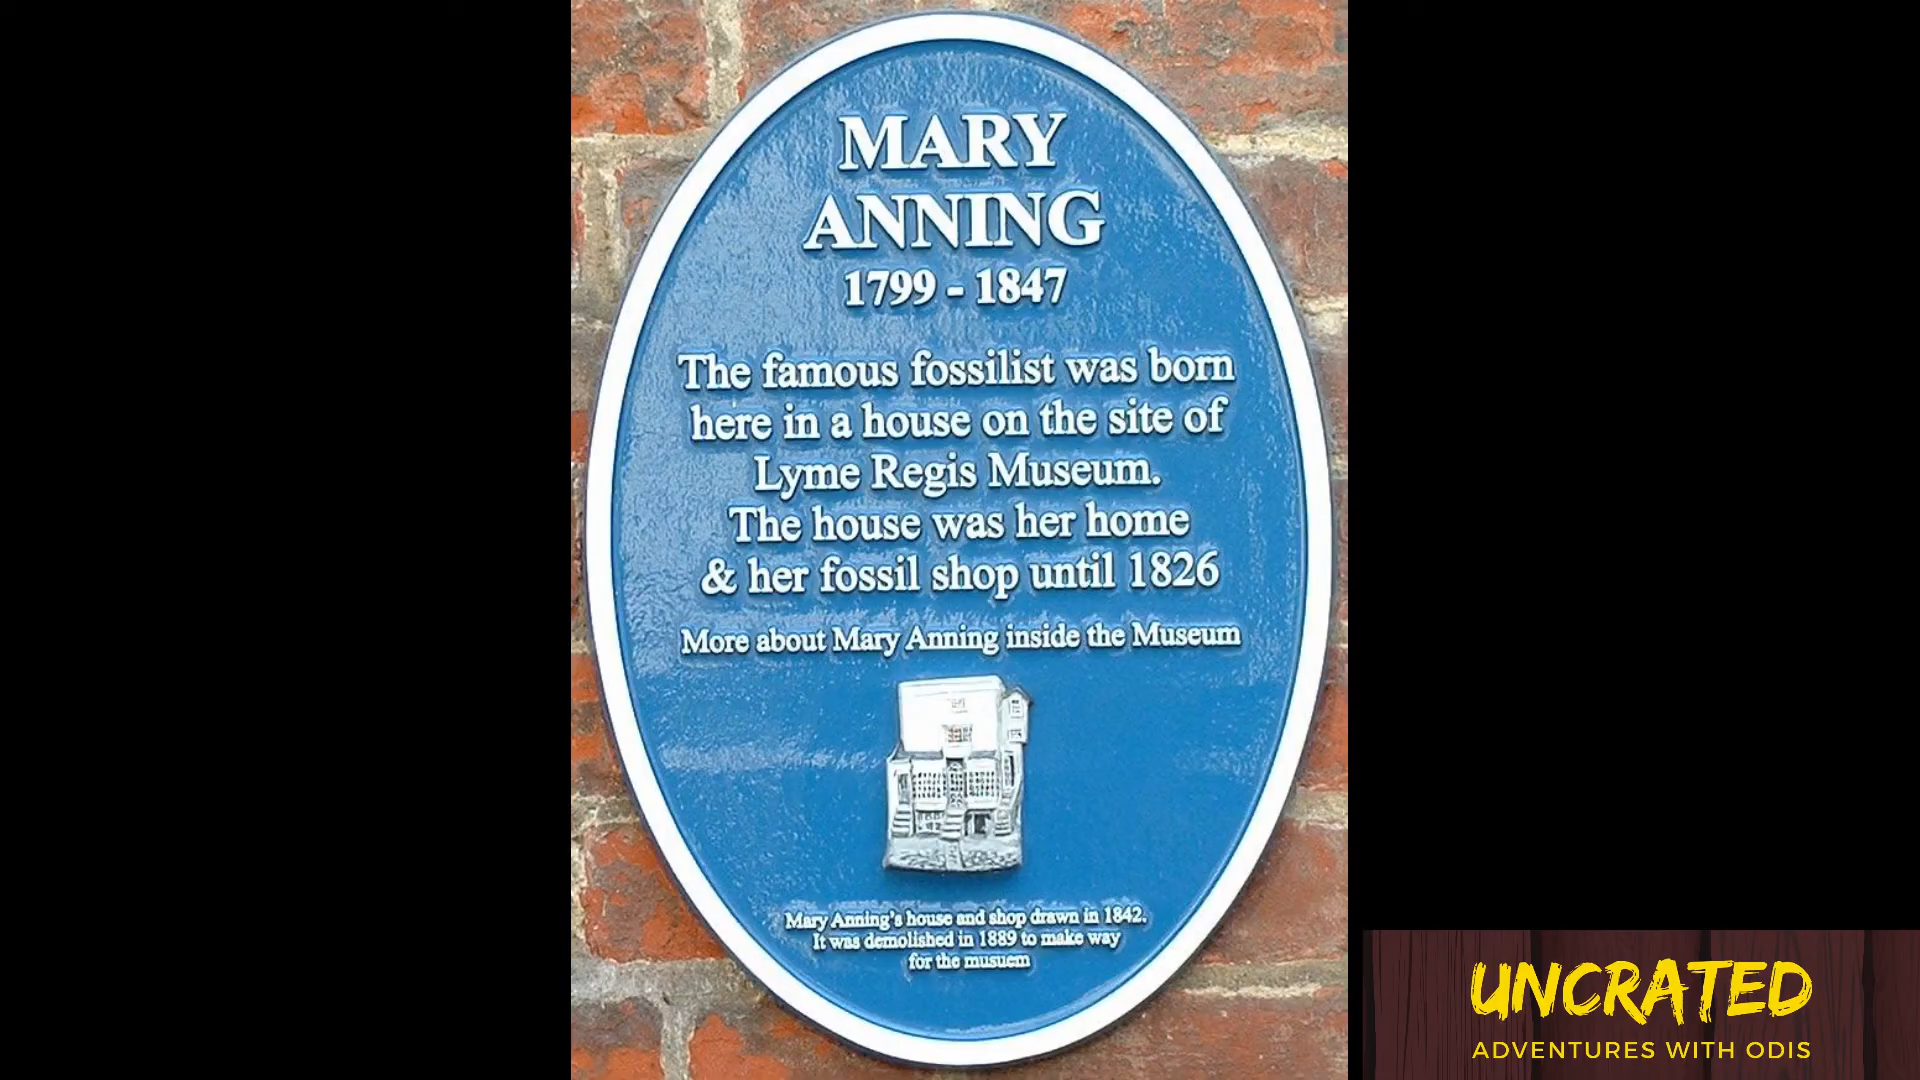 MARY
ANNING
1799 - 1847
The famous fossilist was born
here in a house on the site of
Lyme Regis Museum.
The house was her home
& her fossil shop until 1826
More about Mary Anning inside the Museum
Mary Anning's house and shop drawn in 1842.
It was demolished in 1889 to make way
for the musuem
UNCRATED
ADVENTURES WITH ODIS